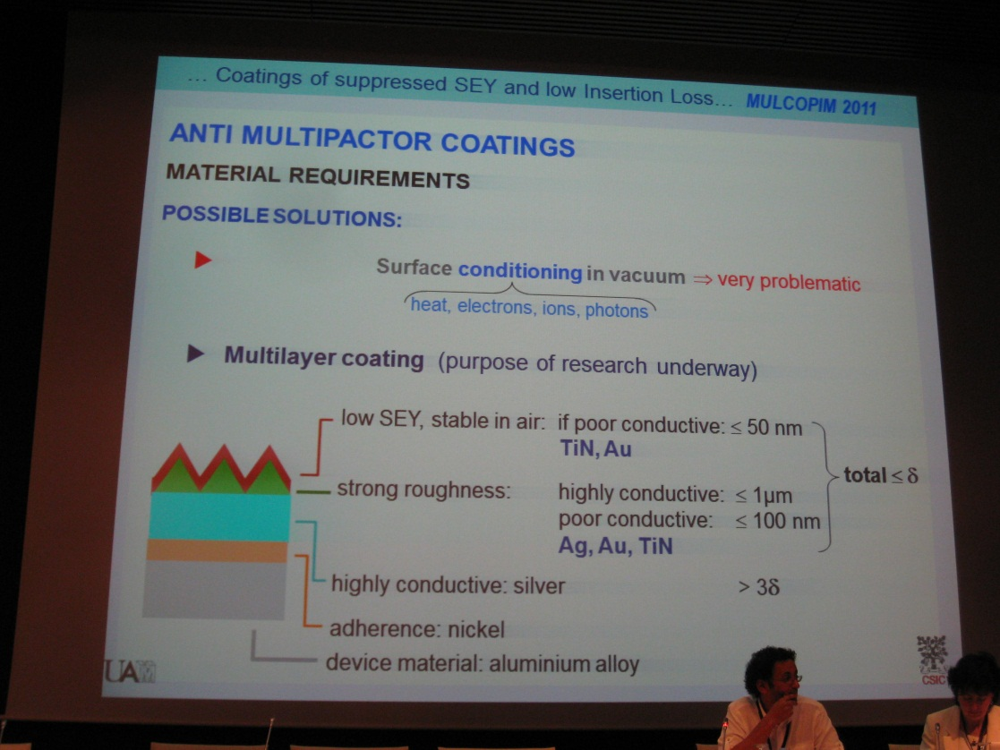 ... Coatings of suppressed SEY and low Insertion Loss... MULCOPIM 2011
ANTI MULTIPACTOR COATINGS
MATERIAL REQUIREMENTS
POSSIBLE SOLUTIONS:
Surface conditioning in vacuum ⇒ very problematic
heat, electrons, ions, photons
Multilayer coating (purpose of research underway)
low SEY, stable in air: if poor conductive: ≤ 50 nm
TiN, Au
total ≤ δ
strong roughness: highly conductive: ≤ 1µm
poor conductive: ≤ 100 nm
Ag, Au, TiN
highly conductive: silver > 3δ
adherence: nickel
device material: aluminium alloy
UAM
CSIC